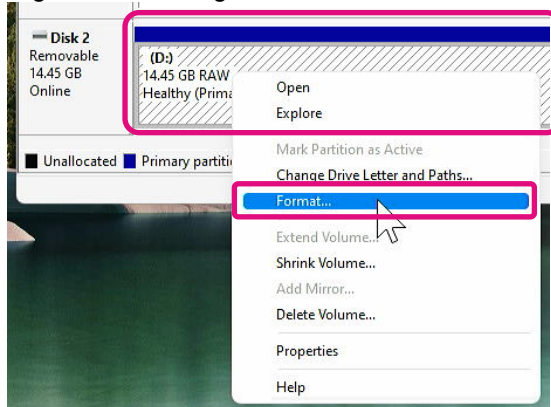 Disk 2
Removable
14.45 GB
Online
(D:)
14.45 GB RAW
Healthy (Prima
Unallocated
Primary partiti
Open
Explore
Mark Partition as Active
Change Drive Letter and Paths...
Format...
Extend Volume...
Shrink Volume...
Add Mirror...
Delete Volume...
Properties
Help